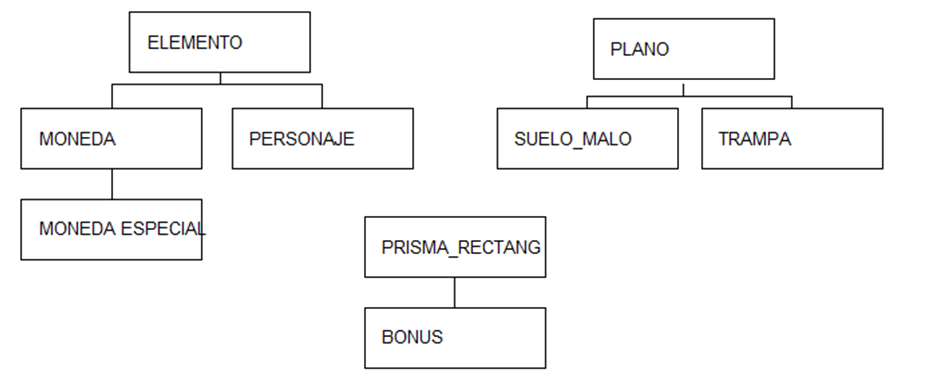 ELEMENTO
PLANO
MONEDA
PERSONAJE
SUELO_MALO
TRAMPA
MONEDA ESPECIAL
PRISMA_RECTANG
BONUS